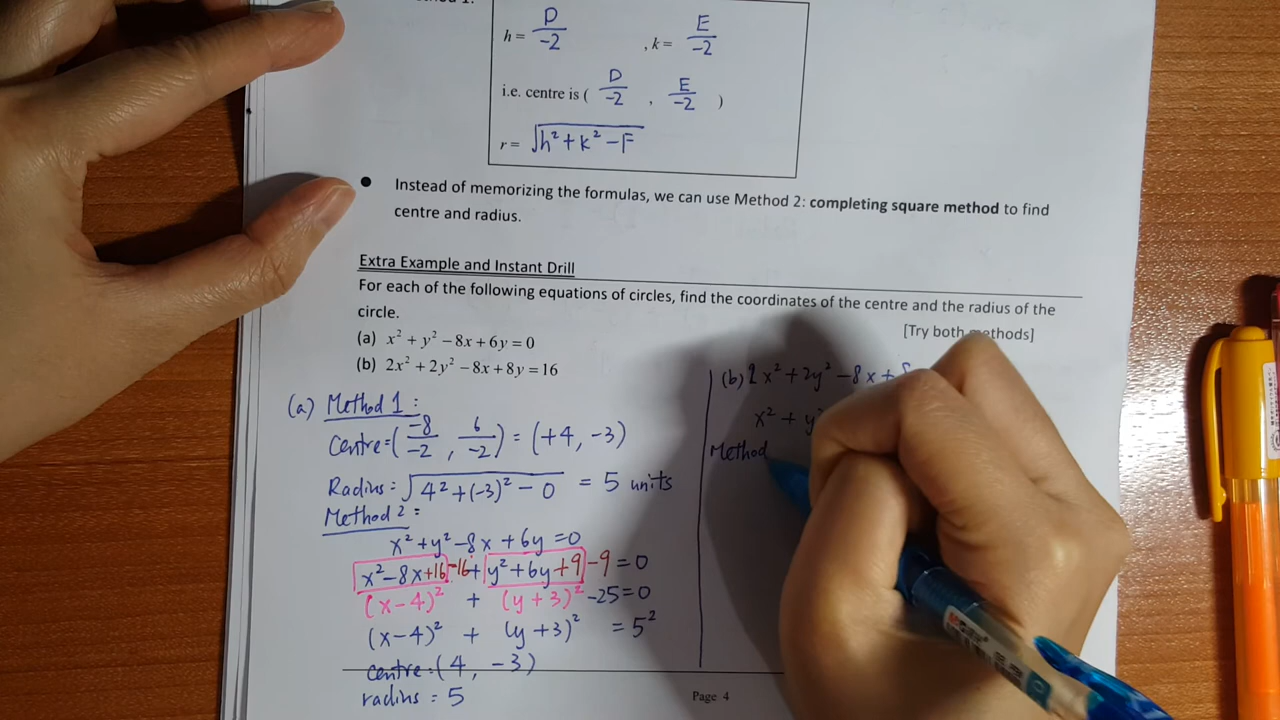 h = D/-2 , k = E/-2
i.e. centre is ( D/-2 , E/-2 )
r = √(h² + k² - F)
● Instead of memorizing the formulas, we can use Method 2: completing square method to find
centre and radius.
Extra Example and Instant Drill
For each of the following equations of circles, find the coordinates of the centre and the radius of the
circle.
[Try both methods]
(a) x² + y² - 8x + 6y = 0
(b) 2x² + 2y² - 8x + 8y = 16
(a) Method 1 :
Centre = ( -8/-2 , 6/-2 ) = (+4, -3)
Radius = √(4² + (-3)² - 0) = 5 units
Method 2 :
x² + y² - 8x + 6y = 0
x² - 8x + 16 - 16 + y² + 6y + 9 - 9 = 0
(x - 4)² + (y + 3)² - 25 = 0
(x - 4)² + (y + 3)² = 5²
centre : (4, -3)
radius = 5
(b) 2x² + 2y² - 8x +
x² + y²
Method
Page 4